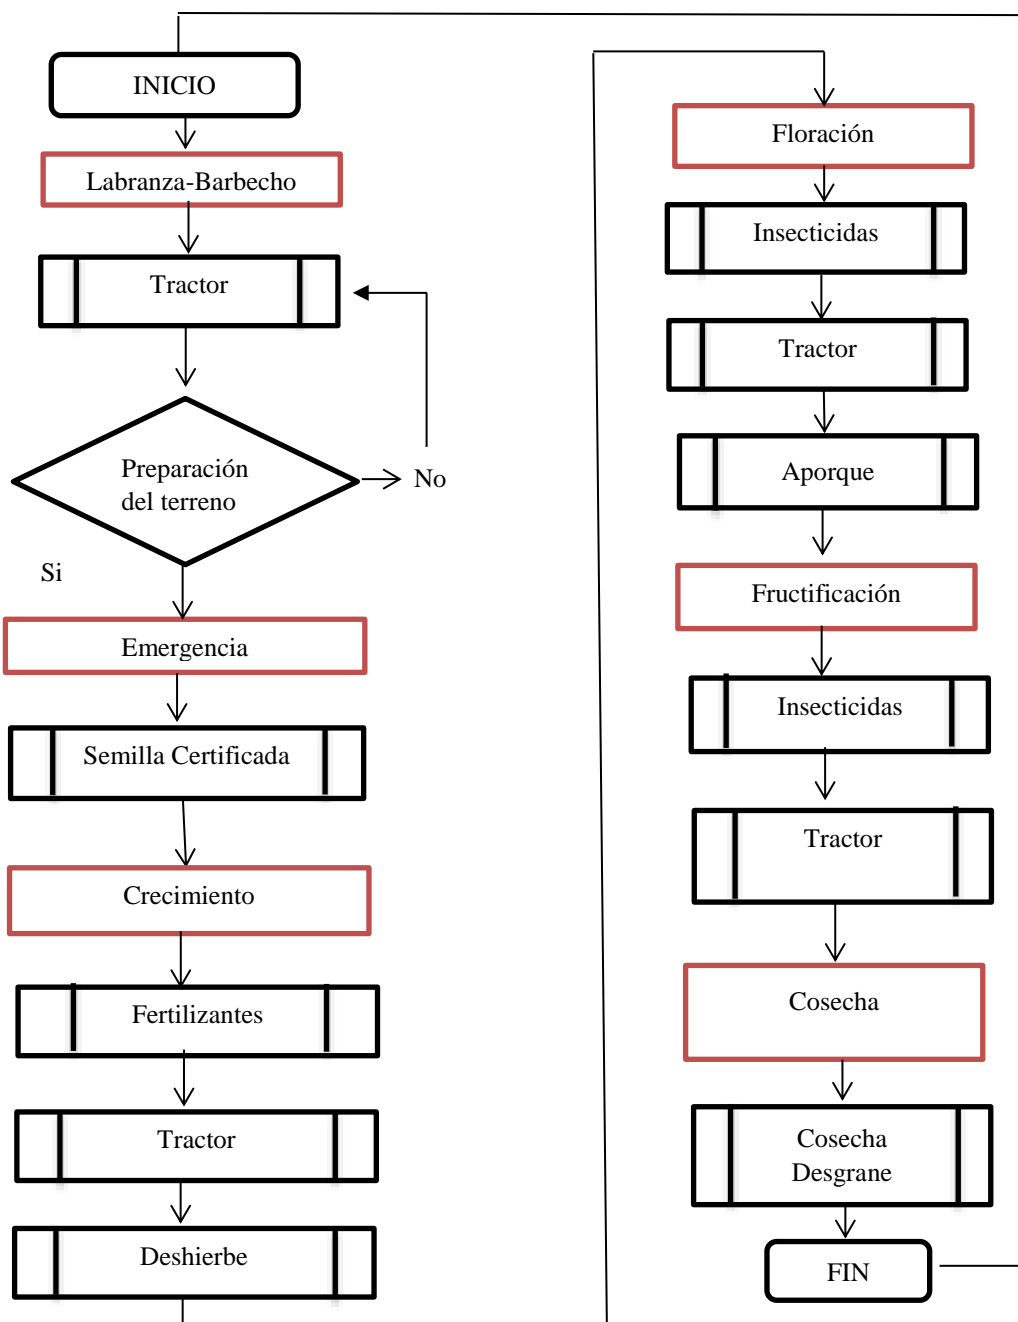 INICIO
Labranza-Barbecho
Tractor
Preparación
del terreno
No
Si
Emergencia
Semilla Certificada
Crecimiento
Fertilizantes
Tractor
Deshierbe
Floración
Insecticidas
Tractor
Aporque
Fructificación
Insecticidas
Tractor
Cosecha
Cosecha
Desgrane
FIN